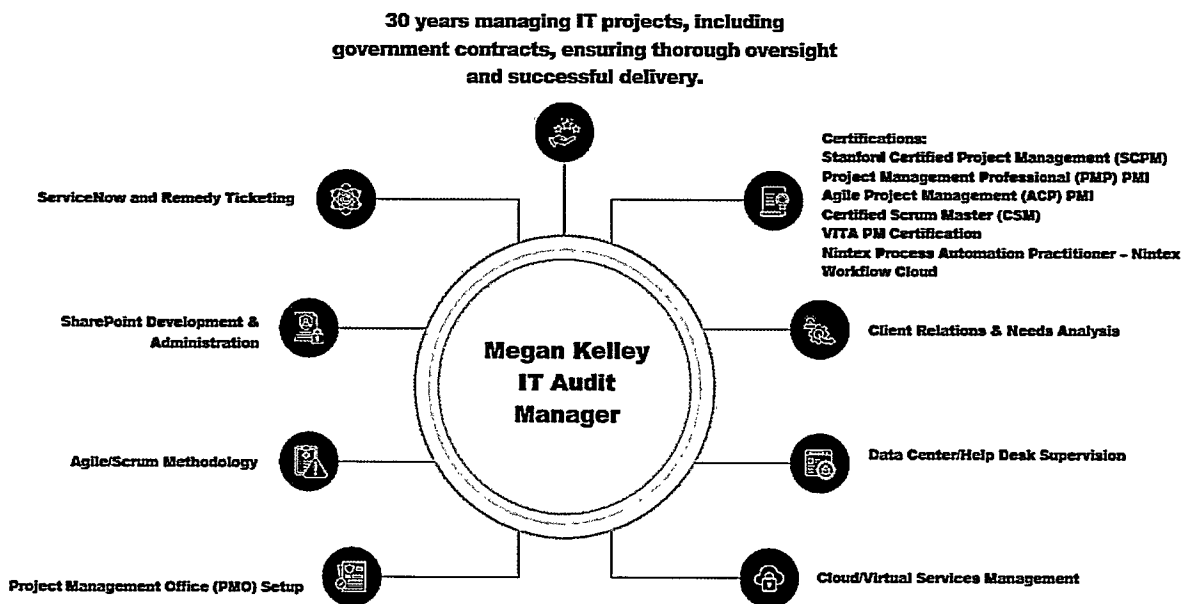 30 years managing IT projects, including
government contracts, ensuring thorough oversight
and successful delivery.
ServiceNow and Remedy Ticketing
SharePoint Development &
Administration
Agile/Scrum Methodology
Project Management Office (PMO) Setup
Megan Kelley
IT Audit
Manager
Certifications:
Stanford Certified Project Management (SCPM)
Project Management Professional (PMP) PMI
Agile Project Management (ACP) PMI
Certified Scrum Master (CSM)
VITA PM Certification
Nintex Process Automation Practitioner – Nintex
Workflow Cloud
Client Relations & Needs Analysis
Data Center/Help Desk Supervision
Cloud/Virtual Services Management